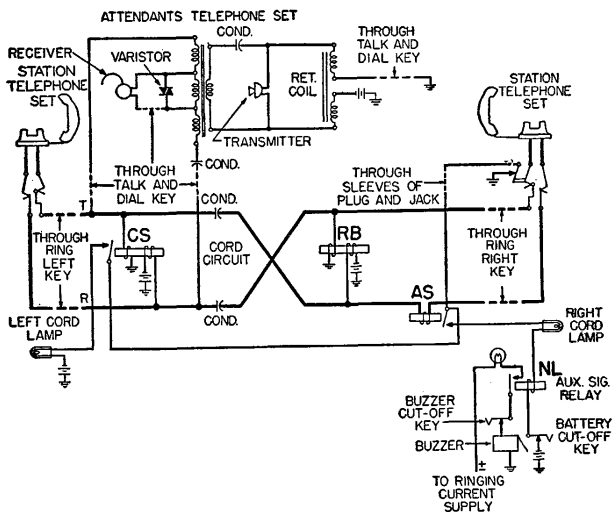 ATTENDANTS TELEPHONE SET
COND.
THROUGH
TALK AND
DIAL KEY
RECEIVER
VARISTOR
STATION
TELEPHONE
SET
RET.
COIL
STATION
TELEPHONE
SET
TRANSMITTER
COND.
THROUGH
TALK AND
DIAL KEY
THROUGH
SLEEVES OF
PLUG AND JACK
T
COND.
THROUGH
RING
LEFT
KEY
CS
CORD
CIRCUIT
RB
THROUGH
RING
RIGHT
KEY
R
COND.
AS
LEFT CORD
LAMP
RIGHT
CORD
LAMP
NL
AUX. SIG.
RELAY
BUZZER
CUT-OFF
KEY
BUZZER
BATTERY
CUT-OFF
KEY
±
TO RINGING
CURRENT
SUPPLY